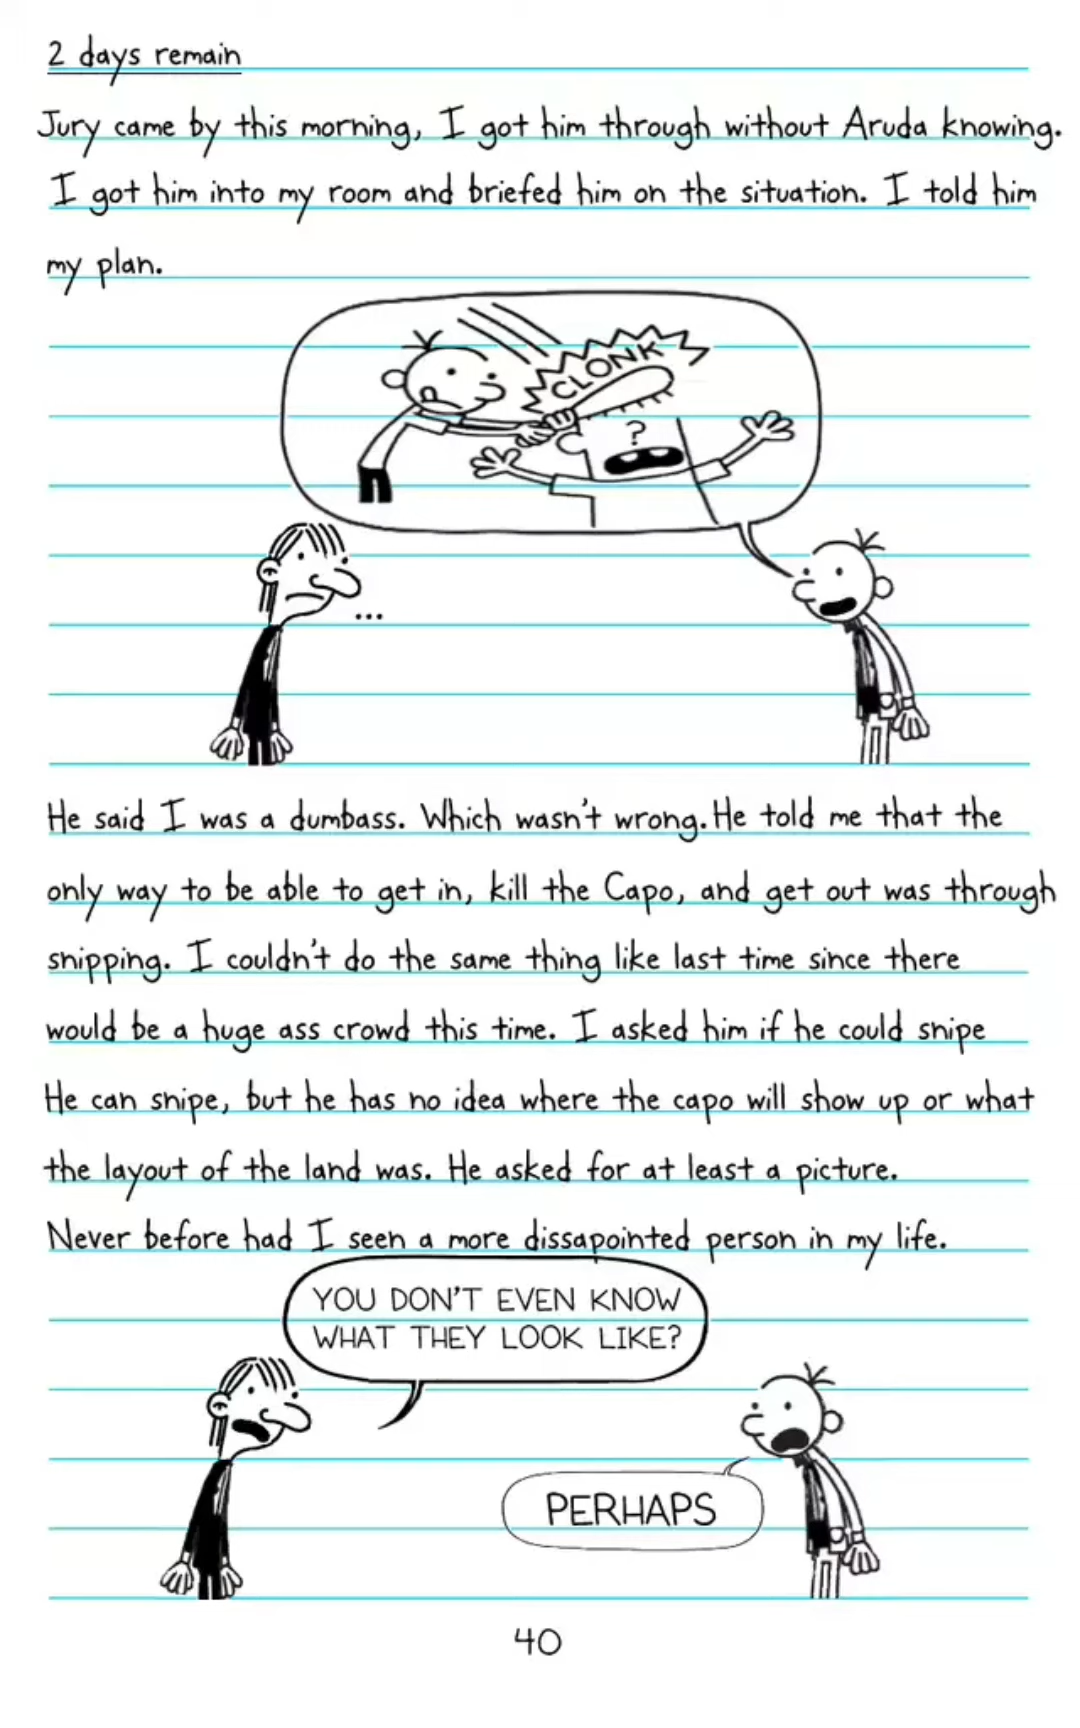 2 days remain
Jury came by this morning, I got him through without Aruda knowing.
I got him into my room and briefed him on the situation. I told him
my plan.
CLONK
?
...
He said I was a dumbass. Which wasn't wrong. He told me that the
only way to be able to get in, kill the Capo, and get out was through
snipping. I couldn't do the same thing like last time since there
would be a huge ass crowd this time. I asked him if he could snipe
He can snipe, but he has no idea where the capo will show up or what
the layout of the land was. He asked for at least a picture.
Never before had I seen a more dissapointed person in my life.
YOU DON'T EVEN KNOW
WHAT THEY LOOK LIKE?
PERHAPS
40